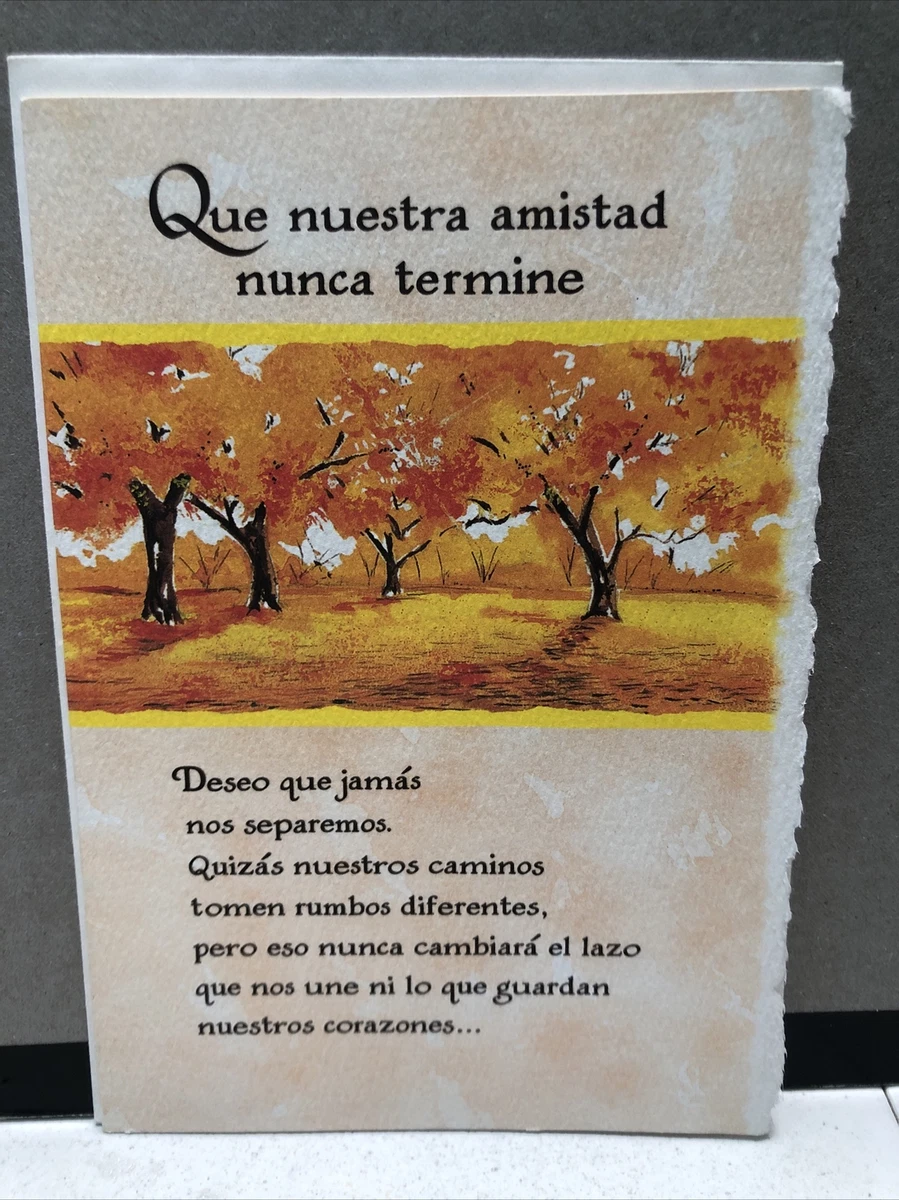 Que nuestra amistad
nunca termine
Deseo que jamás
nos separemos.
Quizás nuestros caminos
tomen rumbos diferentes,
pero eso nunca cambiará el lazo
que nos une ni lo que guardan
nuestros corazones...